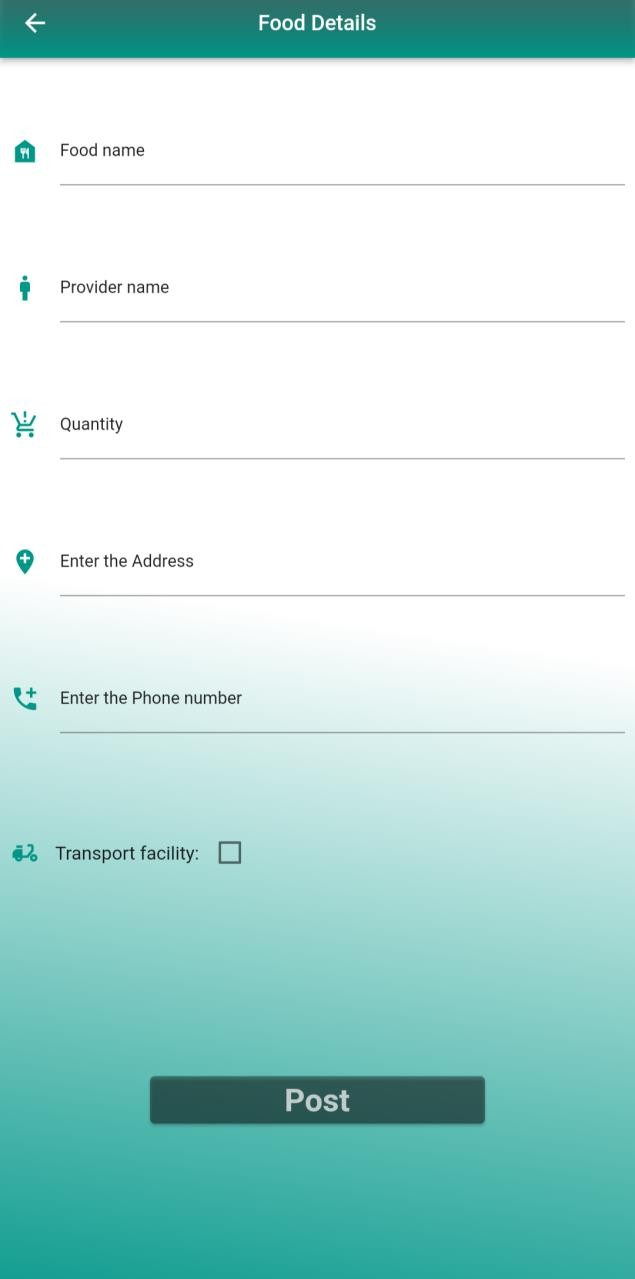 Food Details
Food name
Provider name
Quantity
Enter the Address
Enter the Phone number
Transport facility:
Post